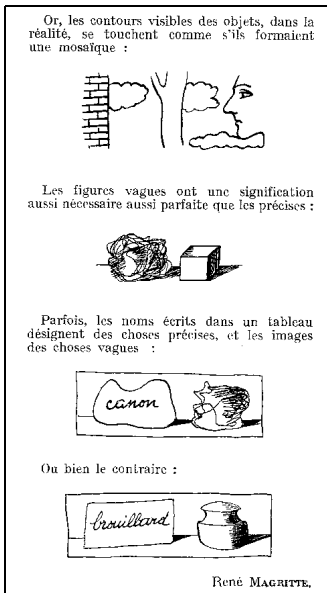 Or, les contours visibles des objets, dans la
réalité, se touchent comme s'ils formaient
une mosaïque :
Les figures vagues ont une signification
aussi nécessaire aussi parfaite que les précises :
Parfois, les noms écrits dans un tableau
désignent des choses précises, et les images
des choses vagues :
canon
Ou bien le contraire :
brouillard
René MAGRITTE.